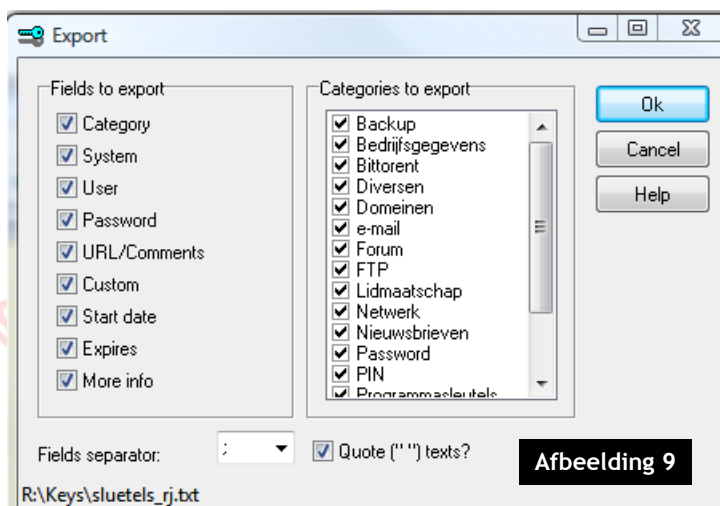 Export
Fields to export
Category
System
User
Password
URL/Comments
Custom
Start date
Expires
More info
Categories to export
Backup
Bedrijfsgegevens
Bittorent
Diversen
Domeinen
e-mail
Forum
FTP
Lidmaatschap
Netwerk
Nieuwsbrieven
Password
PIN
Programmasleutels
Ok
Cancel
Help
Fields separator: ;
Quote (" ") texts?
Afbeelding 9
R:\Keys\sluetels_rj.txt